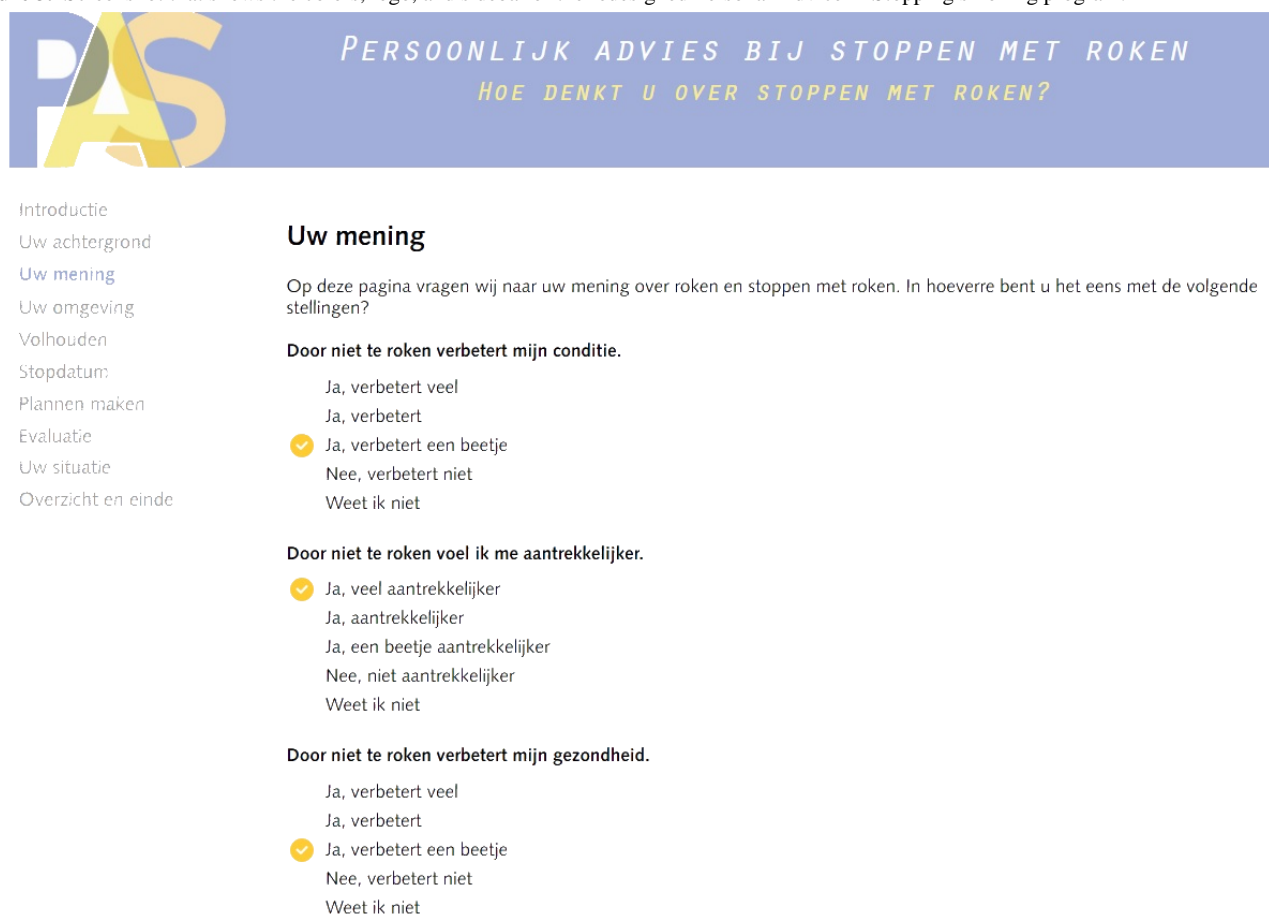 PAS
PERSOONLIJK ADVIES BIJ STOPPEN MET ROKEN
HOE DENKT U OVER STOPPEN MET ROKEN?
Introductie
Uw achtergrond
Uw mening
Uw omgeving
Volhouden
Stopdatum
Plannen maken
Evaluatie
Uw situatie
Overzicht en einde
Uw mening
Op deze pagina vragen wij naar uw mening over roken en stoppen met roken. In hoeverre bent u het eens met de volgende
stellingen?
Door niet te roken verbetert mijn conditie.
Ja, verbetert veel
Ja, verbetert
Ja, verbetert een beetje
Nee, verbetert niet
Weet ik niet
Door niet te roken voel ik me aantrekkelijker.
Ja, veel aantrekkelijker
Ja, aantrekkelijker
Ja, een beetje aantrekkelijker
Nee, niet aantrekkelijker
Weet ik niet
Door niet te roken verbetert mijn gezondheid.
Ja, verbetert veel
Ja, verbetert
Ja, verbetert een beetje
Nee, verbetert niet
Weet ik niet